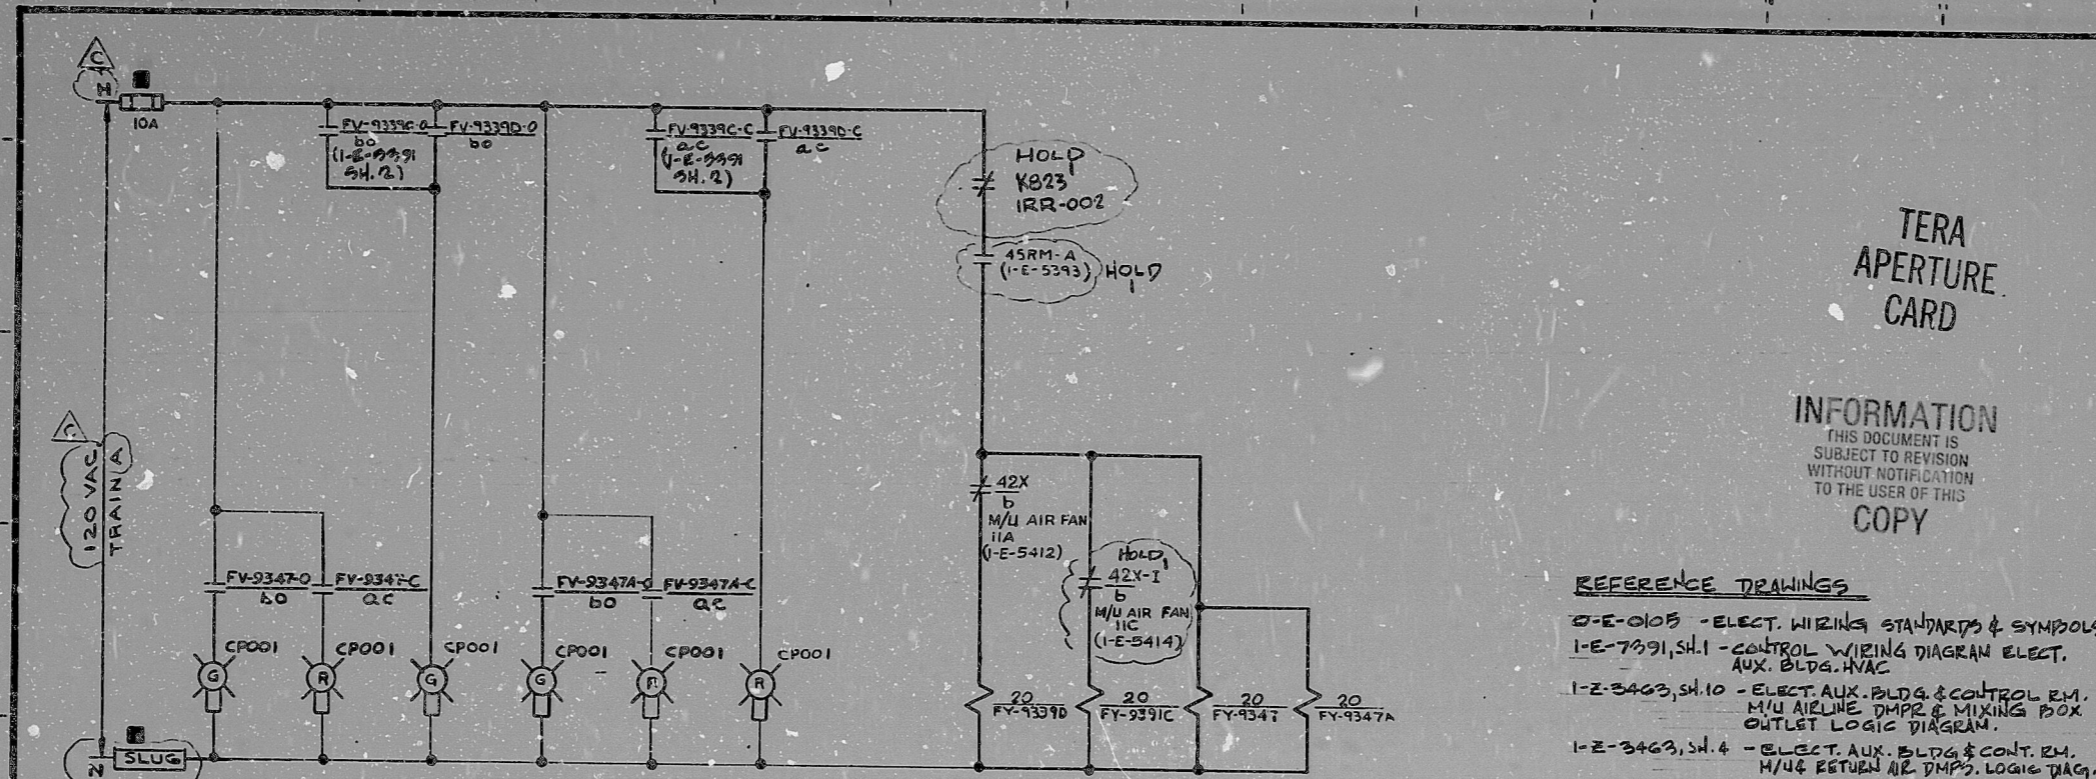 C
H
10A
FV-9339C-O
bo
(1-E-5391
SH.2)
FV-9339D-O
bo
FV-9339C-C
ac
(1-E-5391
SH.2)
FV-9339D-C
ac
HOLD
1
K823
IRR-002
45RM-A
(1-E-5393)
HOLD
1
TERA
APERTURE
CARD
INFORMATION
THIS DOCUMENT IS
SUBJECT TO REVISION
WITHOUT NOTIFICATION
TO THE USER OF THIS
COPY
C
120 VAC
TRAIN A
42X
b
M/U AIR FAN
11A
(1-E-5412)
HOLD
1
42X-1
b
M/U AIR FAN
11C
(1-E-5414)
FV-9347-O
bo
FV-9347-C
ac
FV-9347A-O
bo
FV-9347A-C
ac
CP001
G
CP001
R
CP001
G
CP001
G
CP001
R
CP001
R
20
FY-9339D
20
FY-9391C
20
FY-9347
20
FY-9347A
N
SLUG
REFERENCE DRAWINGS
0-E-0105 - ELECT. WIRING STANDARDS & SYMBOLS
1-E-7391, SH.1 - CONTROL WIRING DIAGRAM ELECT.
AUX. BLDG. HVAC
1-Z-3463, SH.10 - ELECT. AUX. BLDG. & CONTROL RM.
M/U AIRLINE DMPR & MIXING BOX
OUTLET LOGIC DIAGRAM.
1-Z-3463, SH.4 - ELECT. AUX. BLDG & CONT. RM.
M/U & RETURN AIR DMPS. LOGIC DIAG.